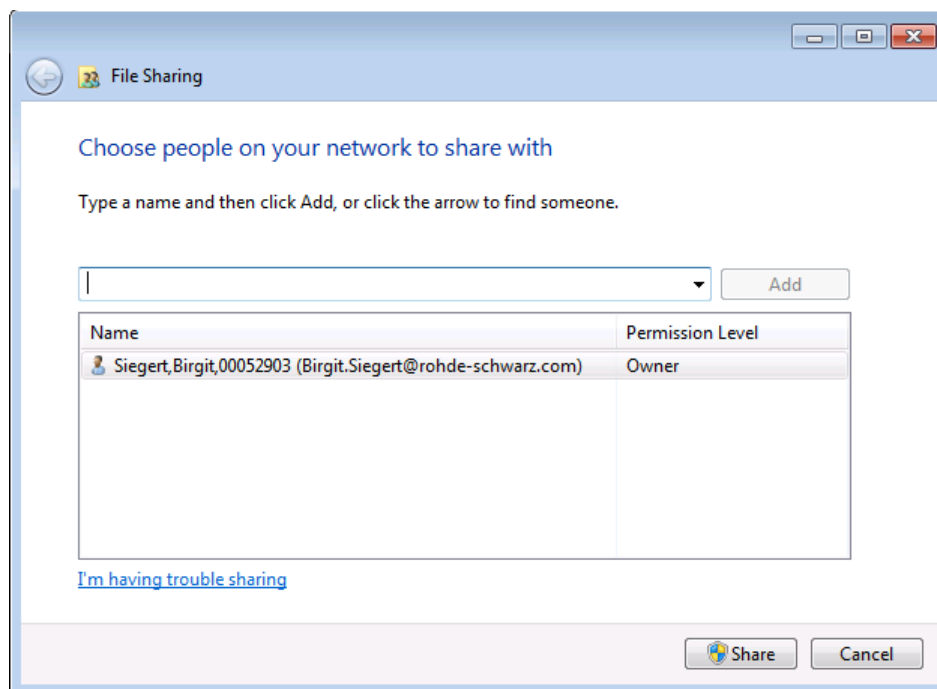 File Sharing
Choose people on your network to share with
Type a name and then click Add, or click the arrow to find someone.
Add
Name Permission Level
Siegert,Birgit,00052903 (Birgit.Siegert@rohde-schwarz.com) Owner
I'm having trouble sharing
Share Cancel